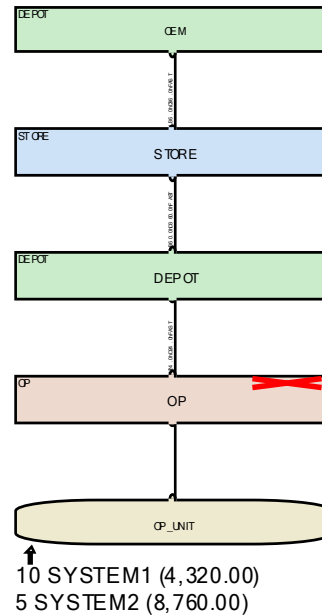 DEPOT
OEM
STORE
STORE
DEPOT
DEPOT
OP
OP
OP_UNIT
10 SYSTEM1 (4,320.00)
5 SYSTEM2 (8,760.00)